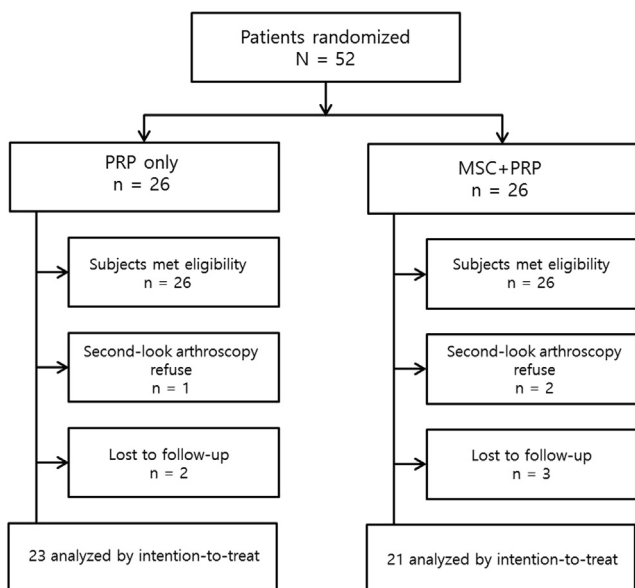 Patients randomized
N = 52
PRP only
n = 26
Subjects met eligibility
n = 26
Second-look arthroscopy
refuse
n = 1
Lost to follow-up
n = 2
23 analyzed by intention-to-treat
MSC+PRP
n = 26
Subjects met eligibility
n = 26
Second-look arthroscopy
refuse
n = 2
Lost to follow-up
n = 3
21 analyzed by intention-to-treat